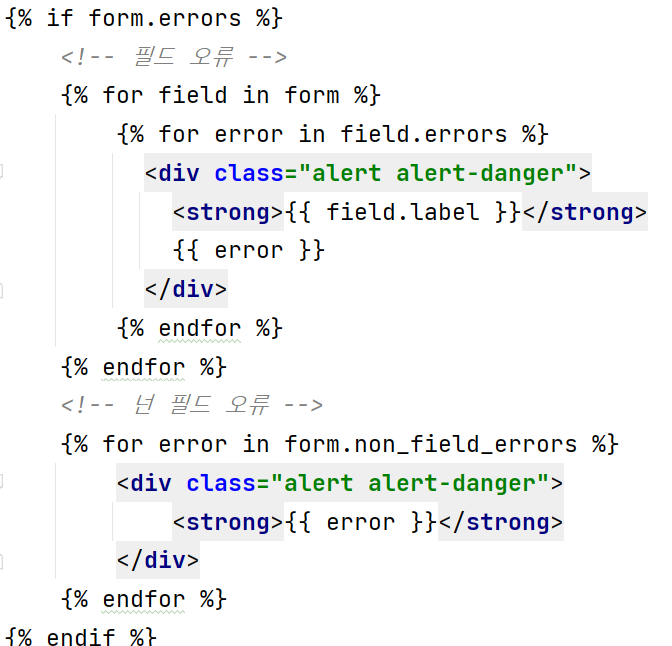 {% if form.errors %}
<!-- 필드 오류 -->
{% for field in form %}
{% for error in field.errors %}
<div class="alert alert-danger">
<strong>{{ field.label }}</strong>
{{ error }}
</div>
{% endfor %}
{% endfor %}
<!-- 넌 필드 오류 -->
{% for error in form.non_field_errors %}
<div class="alert alert-danger">
<strong>{{ error }}</strong>
</div>
{% endfor %}
{% endif %}